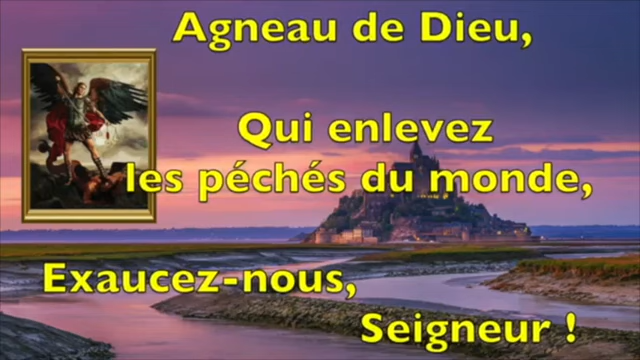 Agneau de Dieu,
Qui enlevez
les péchés du monde,
Exaucez-nous,
Seigneur !